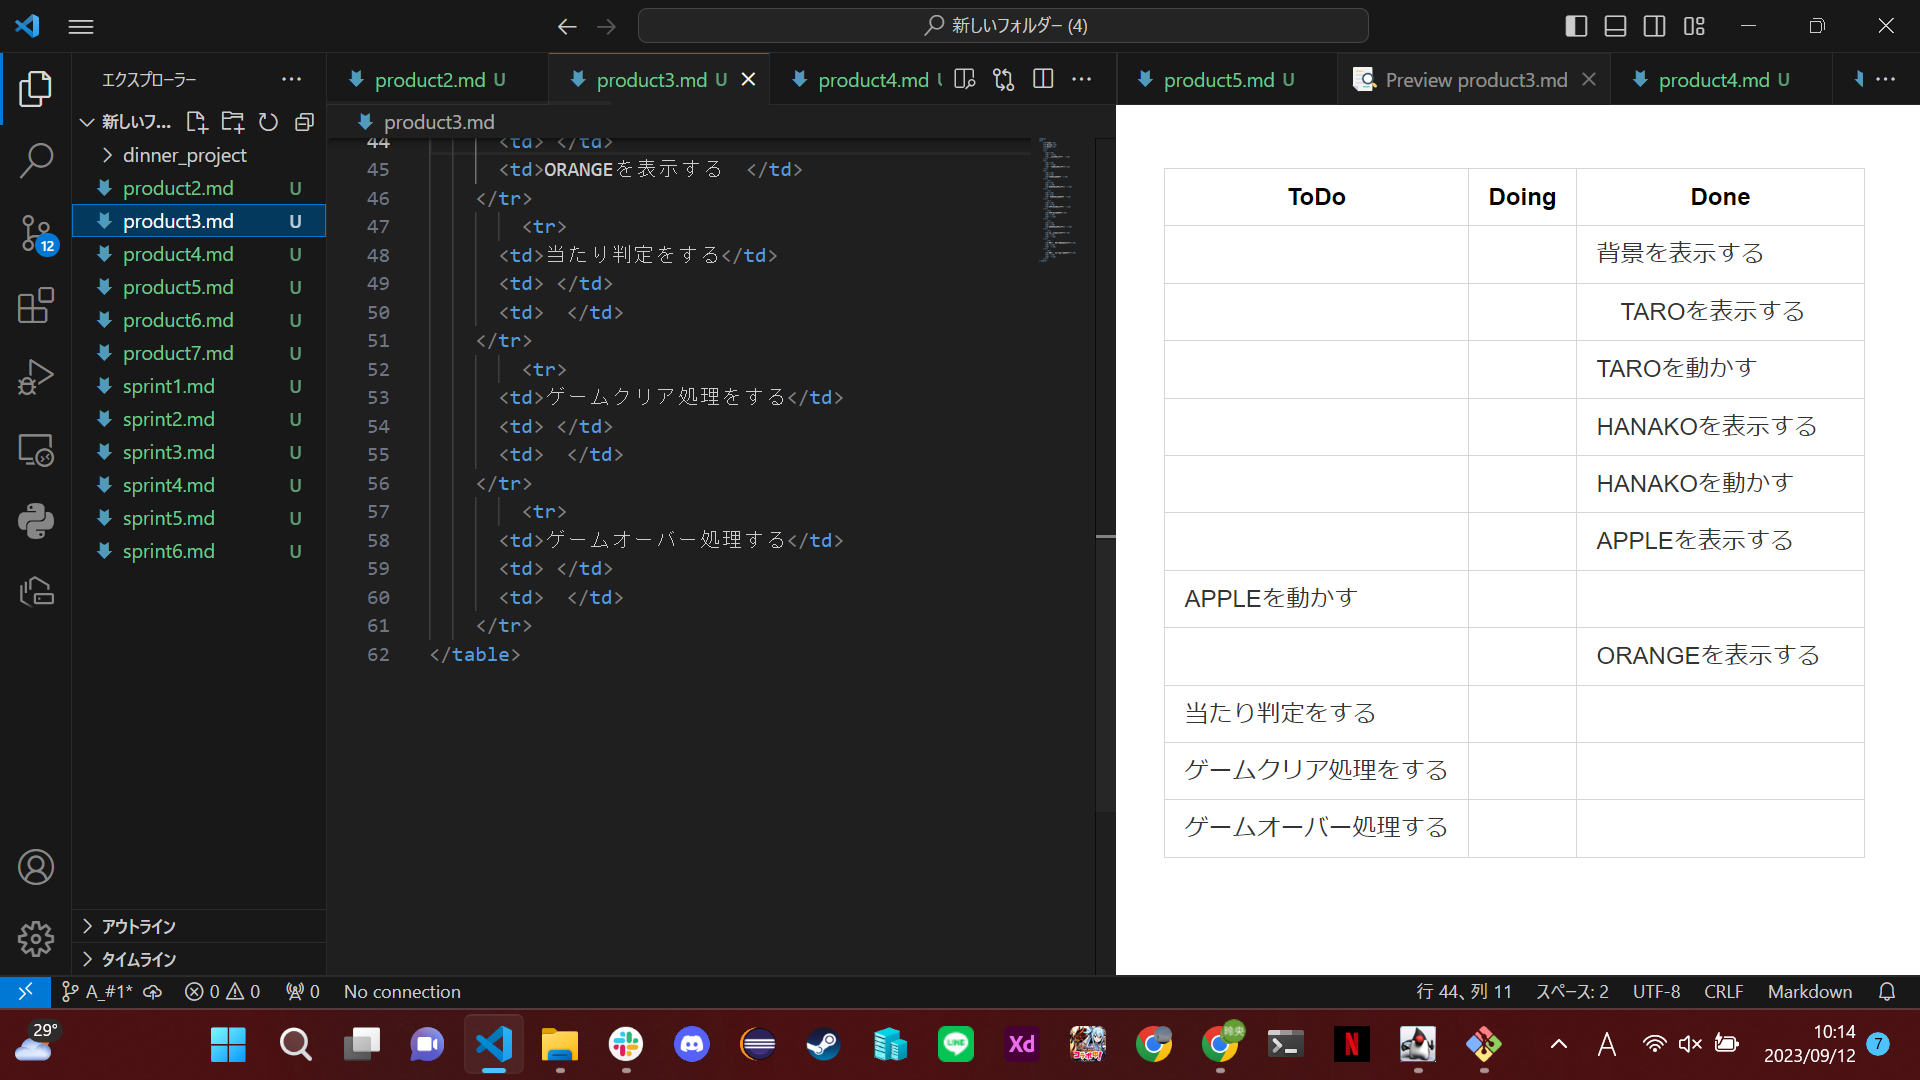 新しいフォルダー (4)
エクスプローラー
product2.md U
product3.md U
product4.md U
product5.md U
Preview product3.md
product4.md U
新しいフ...
product3.md
dinner_project
product2.md U
product3.md U
product4.md U
product5.md U
product6.md U
product7.md U
sprint1.md U
sprint2.md U
sprint3.md U
sprint4.md U
sprint5.md U
sprint6.md U
アウトライン
タイムライン
12
44 <td> </td>
45 <td>ORANGEを表示する  </td>
46 </tr>
47 <tr>
48 <td>当たり判定をする</td>
49 <td> </td>
50 <td>  </td>
51 </tr>
52 <tr>
53 <td>ゲームクリア処理をする</td>
54 <td> </td>
55 <td>  </td>
56 </tr>
57 <tr>
58 <td>ゲームオーバー処理する</td>
59 <td> </td>
60 <td>  </td>
61 </tr>
62 </table>
ToDo Doing Done
背景を表示する
TAROを表示する
TAROを動かす
HANAKOを表示する
HANAKOを動かす
APPLEを表示する
APPLEを動かす
ORANGEを表示する
当たり判定をする
ゲームクリア処理をする
ゲームオーバー処理する
A_#1* 0 0 0 No connection
行 44、列 11 スペース: 2 UTF-8 CRLF Markdown
29°
LINE
Xd
N
A
10:14
2023/09/12
7